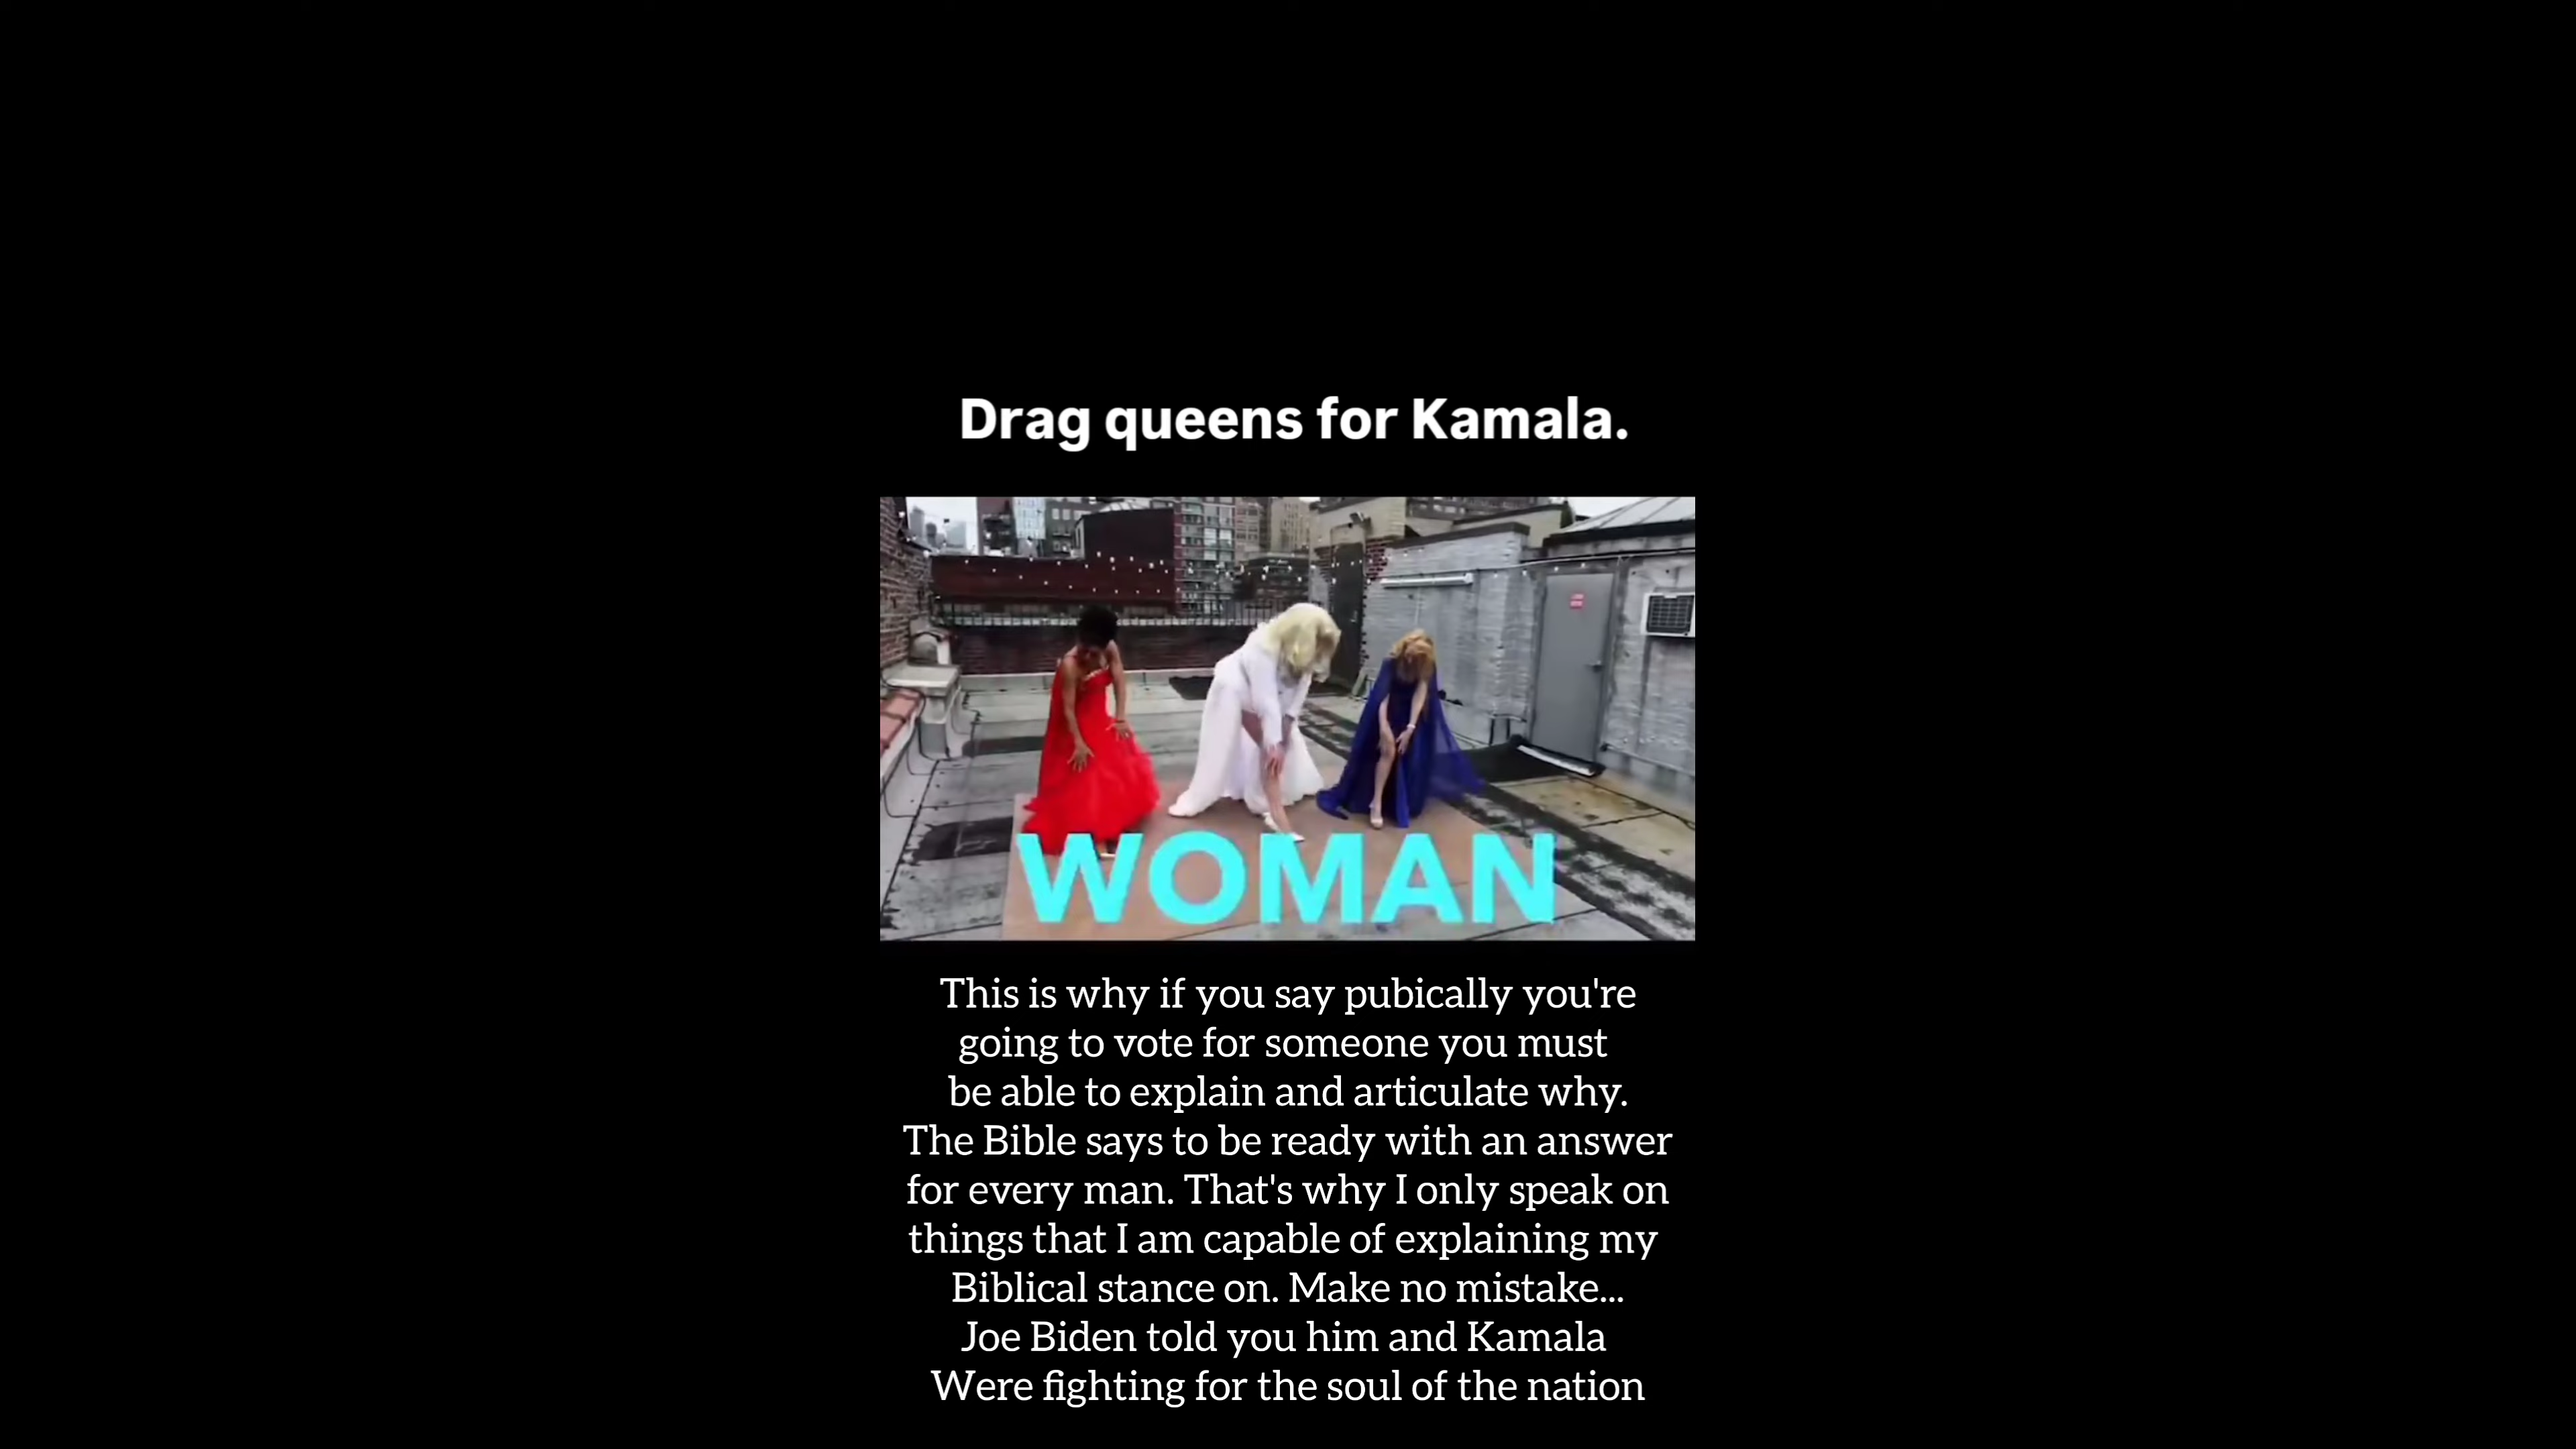 Drag queens for Kamala.
WOMAN
This is why if you say pubically you're
going to vote for someone you must
be able to explain and articulate why.
The Bible says to be ready with an answer
for every man. That's why I only speak on
things that I am capable of explaining my
Biblical stance on. Make no mistake...
Joe Biden told you him and Kamala
Were fighting for the soul of the nation